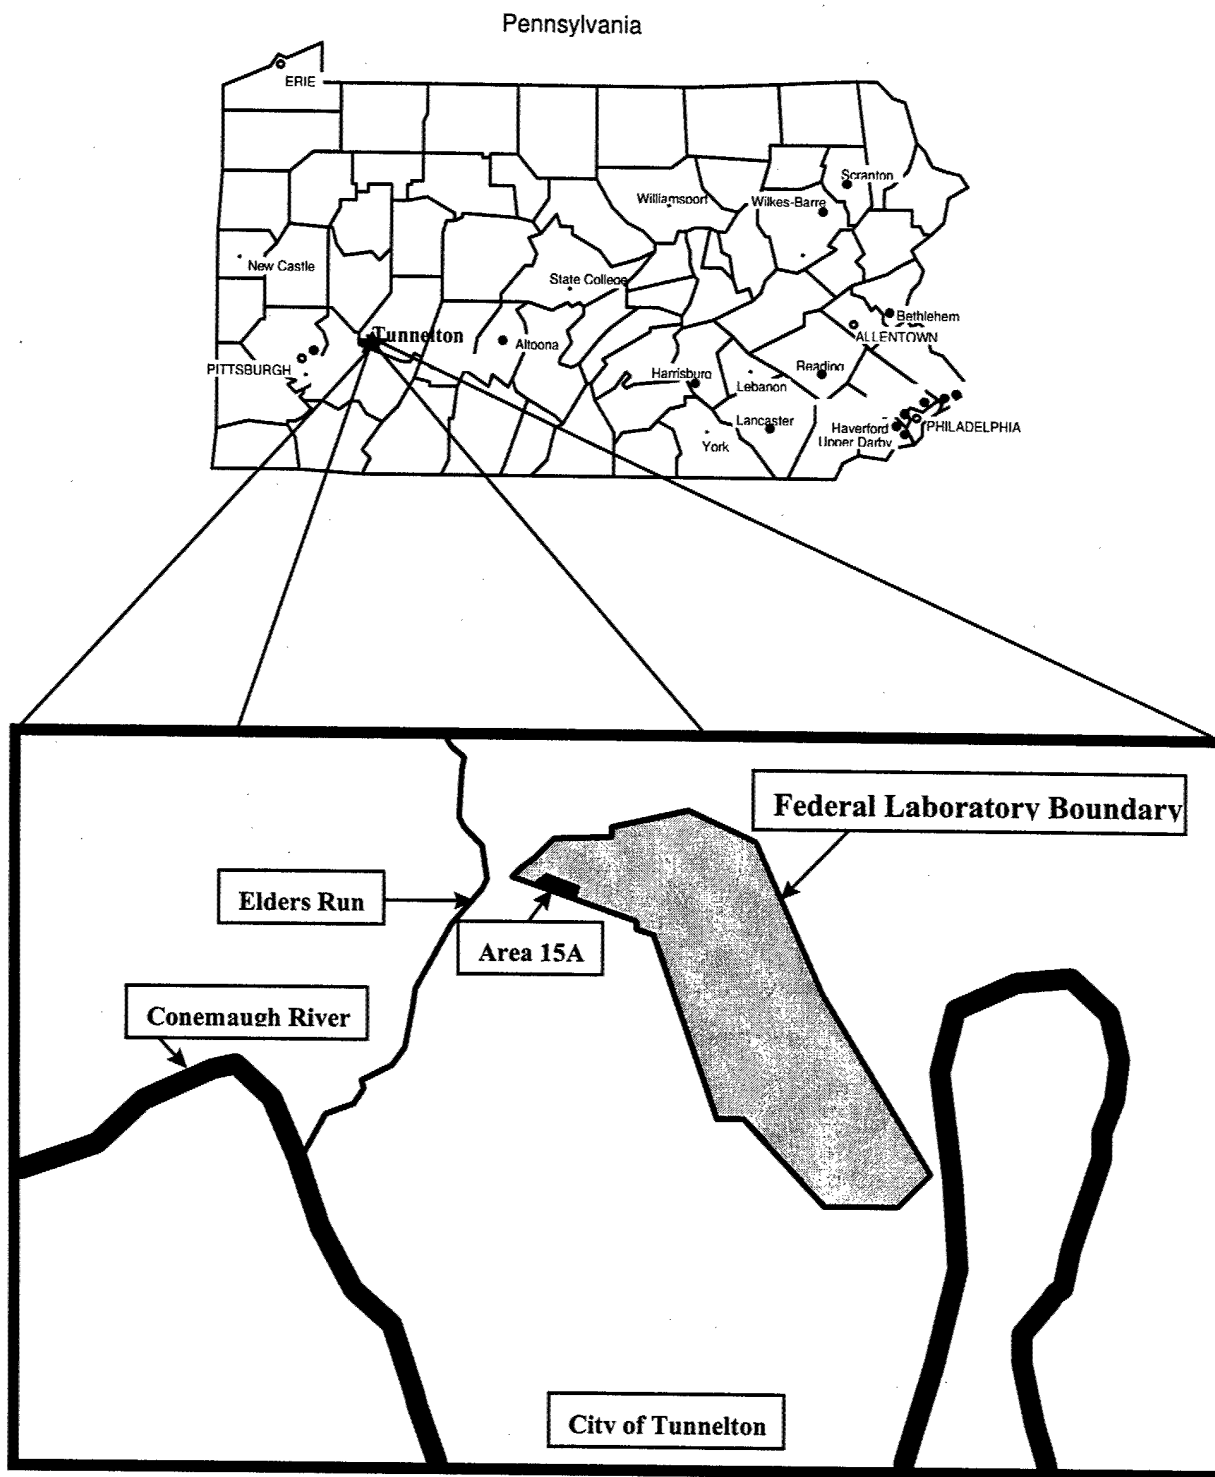 Pennsylvania
ERIE
Scranton
Williamsport
Wilkes-Barre
New Castle
State College
Bethlehem
Tunnelton
ALLENTOWN
Altoona
PITTSBURGH
Reading
Harrisburg
Lebanon
Lancaster
Haverford
PHILADELPHIA
Upper Darby
York
Federal Laboratory Boundary
Elders Run
Area 15A
Conemaugh River
City of Tunnelton